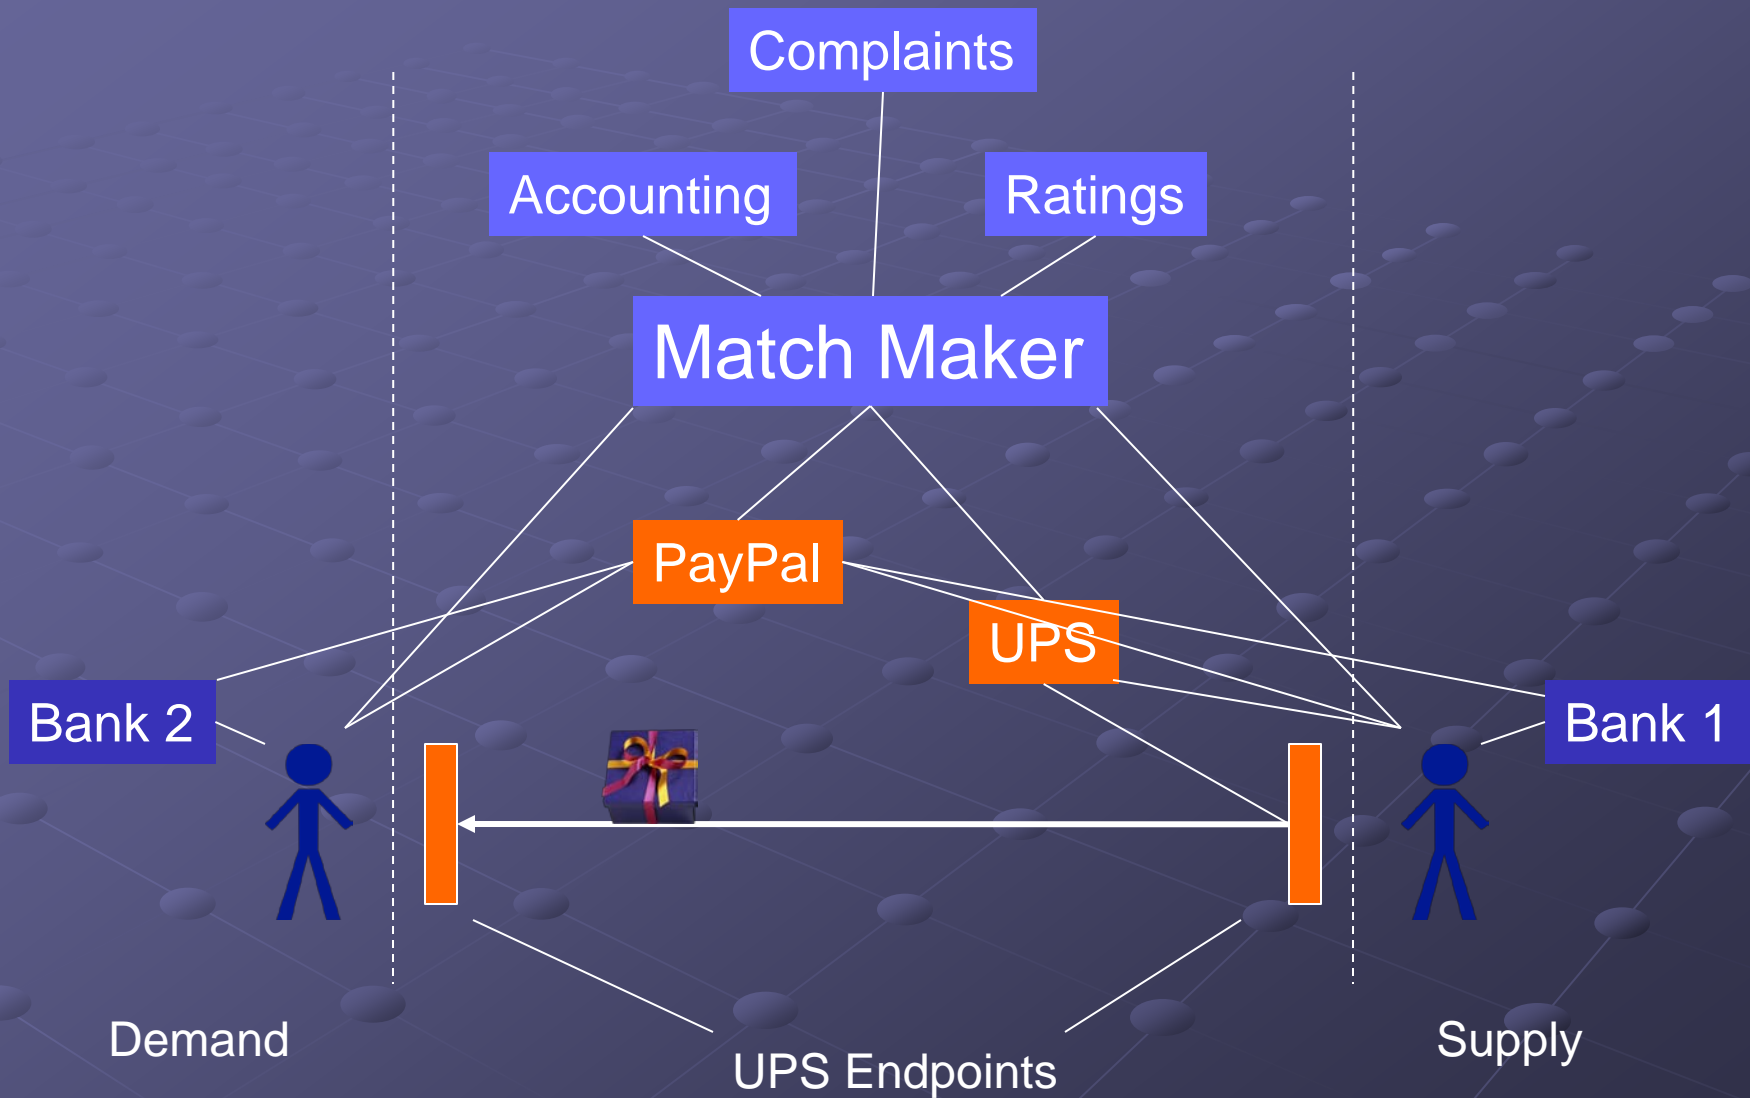 Complaints
Accounting
Ratings
Match Maker
PayPal
UPS
Bank 2
Bank 1
Demand
Supply
UPS Endpoints